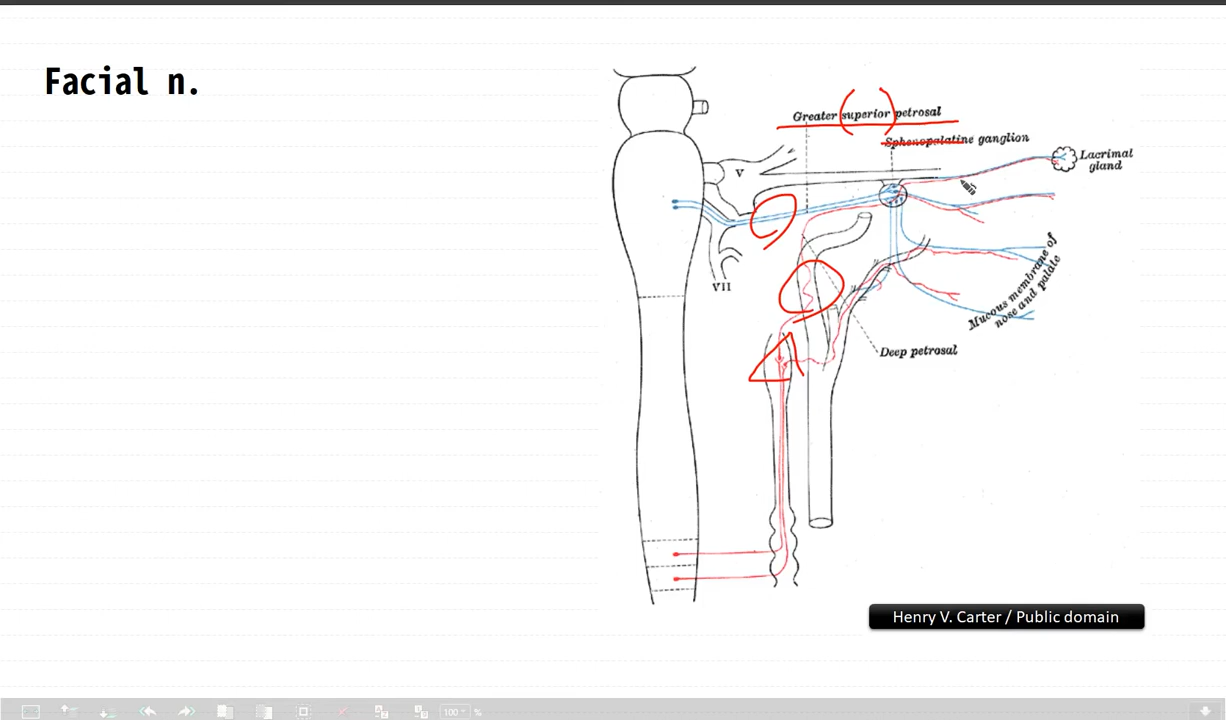 Facial n.
Greater superior petrosal
Sphenopalatine ganglion
Lacrimal
gland
V
VII
Mucous membrane of
nose and palate
Deep petrosal
Henry V. Carter / Public domain
100 %